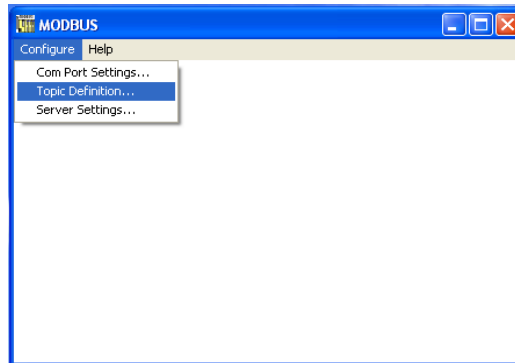 MODBUS
Configure Help
Com Port Settings...
Topic Definition...
Server Settings...